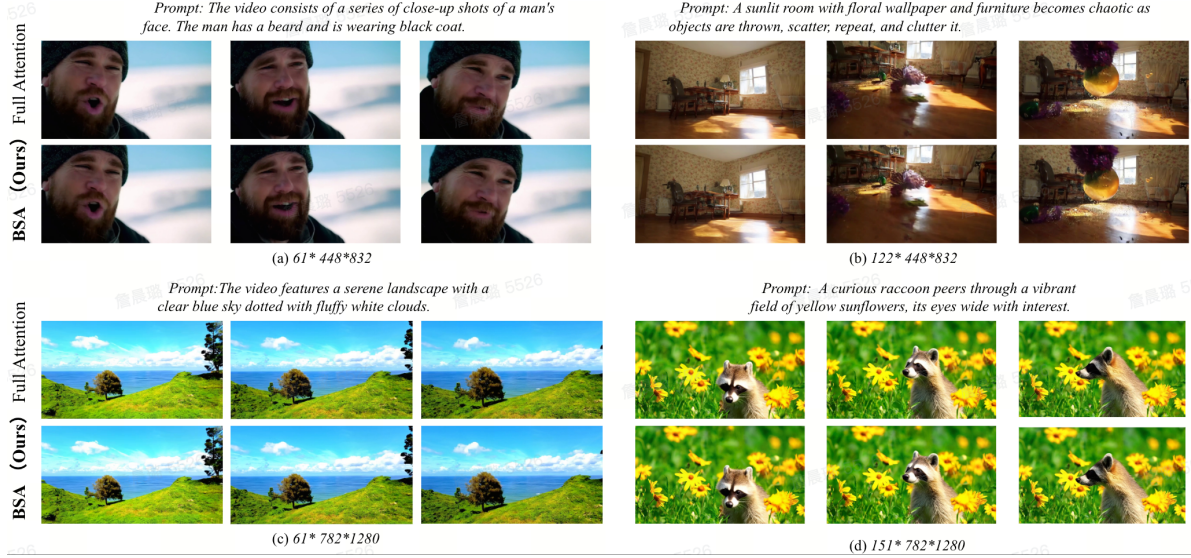 Prompt: The video consists of a series of close-up shots of a man's
face. The man has a beard and is wearing black coat.
Full Attention
BSA (Ours)
(a) 61* 448*832
Prompt: A sunlit room with floral wallpaper and furniture becomes chaotic as
objects are thrown, scatter, repeat, and clutter it.
(b) 122* 448*832
Prompt:The video features a serene landscape with a
clear blue sky dotted with fluffy white clouds.
Full Attention
BSA (Ours)
(c) 61* 782*1280
Prompt: A curious raccoon peers through a vibrant
field of yellow sunflowers, its eyes wide with interest.
(d) 151* 782*1280
詹晨璐 5526